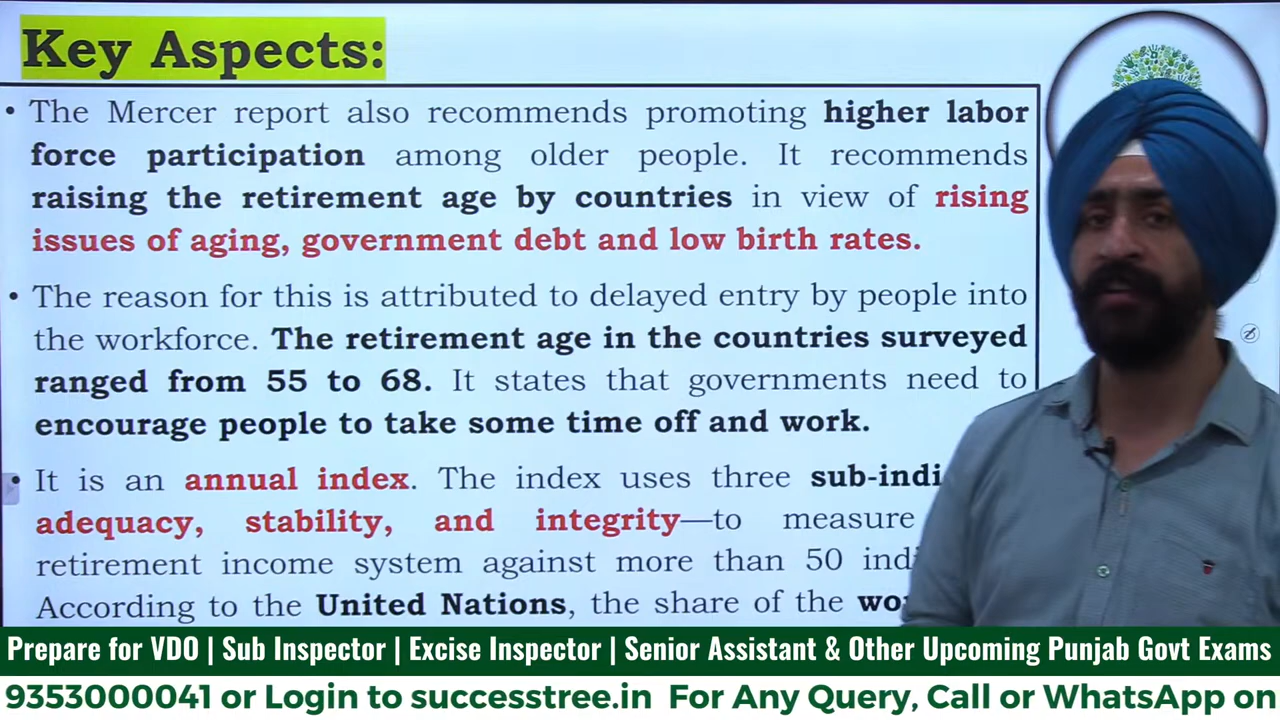 Key Aspects:
• The Mercer report also recommends promoting higher labor
force participation among older people. It recommends
raising the retirement age by countries in view of rising
issues of aging, government debt and low birth rates.
• The reason for this is attributed to delayed entry by people into
the workforce. The retirement age in the countries surveyed
ranged from 55 to 68. It states that governments need to
encourage people to take some time off and work.
• It is an annual index. The index uses three
adequacy, stability, and integrity—to measure
retirement income system against more than 50
According to the United Nations, the share of the
Prepare for VDO | Sub Inspector | Excise Inspector | Senior Assistant & Other Upcoming Punjab Govt Exams
9353000041 or Login to successtree.in For Any Query, Call or WhatsApp on